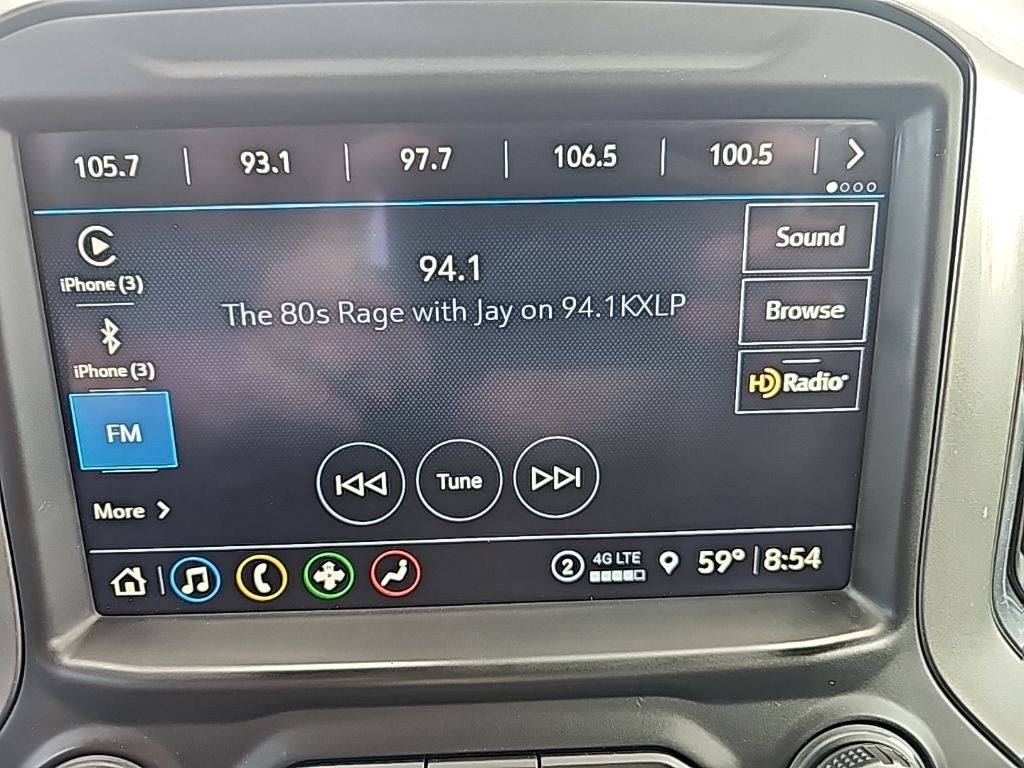 105.7 93.1 97.7 106.5 100.5
iPhone (3)
iPhone (3)
FM
More
94.1
The 80s Rage with Jay on 94.1KXLP
Tune
Sound
Browse
HD Radio
2 4G LTE 59° 8:54